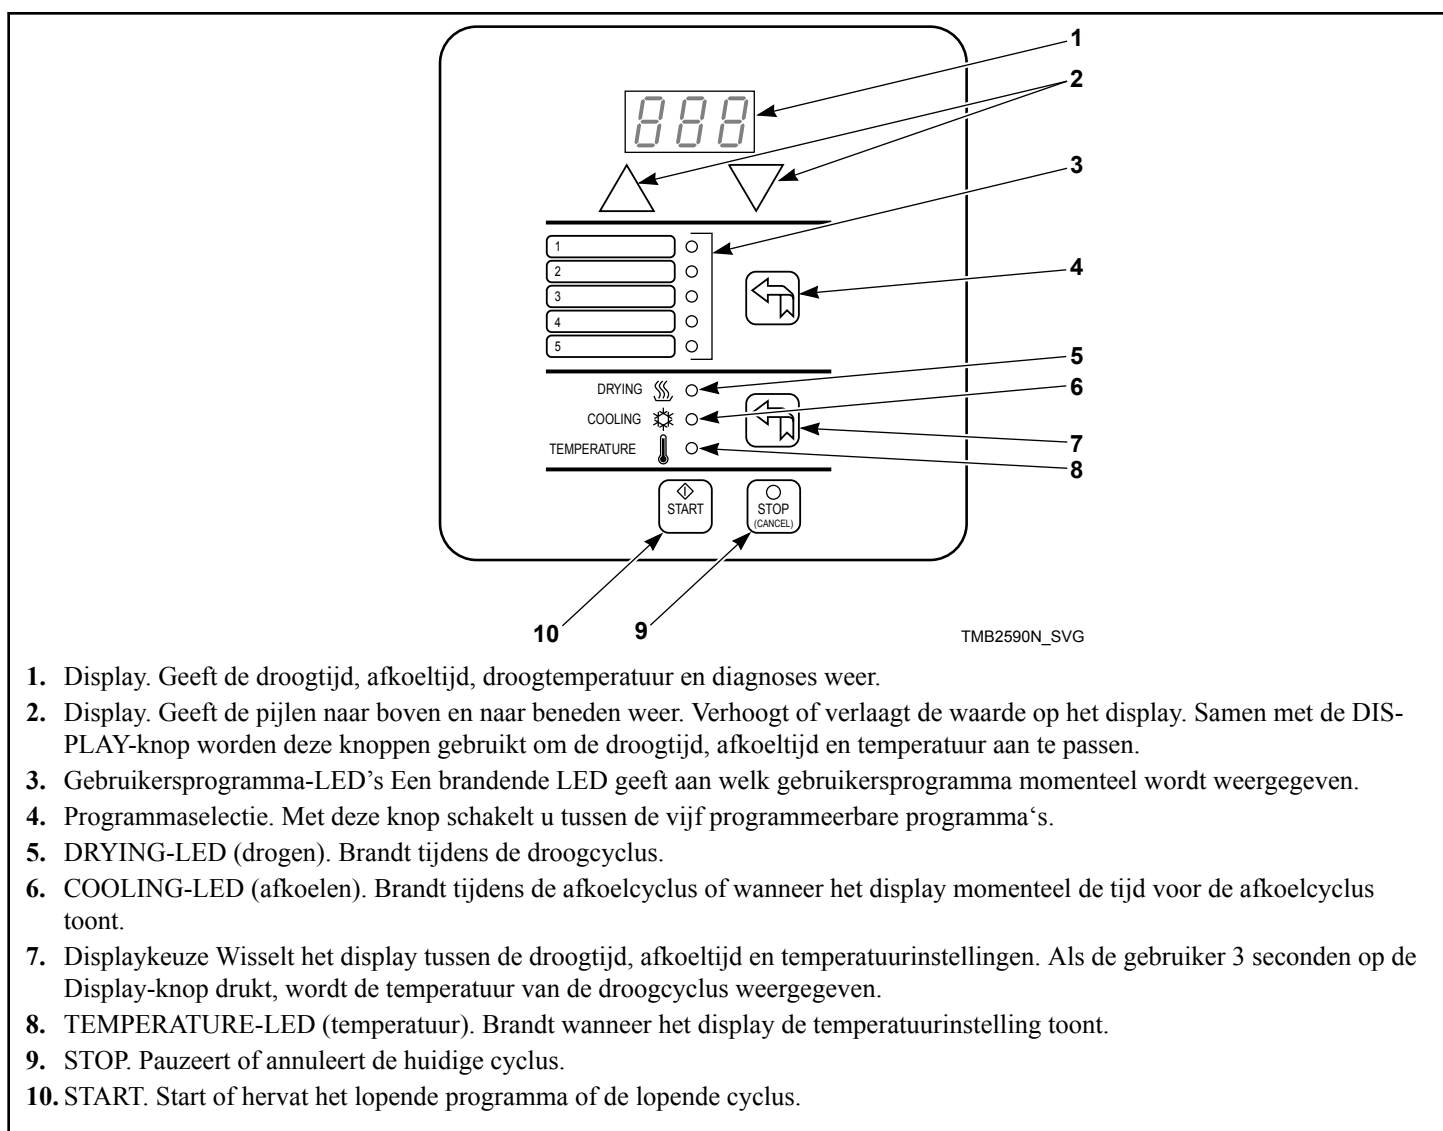 1
2
3
1
2
4
3
4
5
5
DRYING
6
COOLING
7
TEMPERATURE
8
START
STOP
(CANCEL)
10
9
TMB2590N_SVG
1. Display. Geeft de droogtijd, afkoeltijd, droogtemperatuur en diagnoses weer.
2. Display. Geeft de pijlen naar boven en naar beneden weer. Verhoogt of verlaagt de waarde op het display. Samen met de DIS-
PLAY-knop worden deze knoppen gebruikt om de droogtijd, afkoeltijd en temperatuur aan te passen.
3. Gebruikersprogramma-LED's Een brandende LED geeft aan welk gebruikersprogramma momenteel wordt weergegeven.
4. Programmaselectie. Met deze knop schakelt u tussen de vijf programmeerbare programma‘s.
5. DRYING-LED (drogen). Brandt tijdens de droogcyclus.
6. COOLING-LED (afkoelen). Brandt tijdens de afkoelcyclus of wanneer het display momenteel de tijd voor de afkoelcyclus
toont.
7. Displaykeuze Wisselt het display tussen de droogtijd, afkoeltijd en temperatuurinstellingen. Als de gebruiker 3 seconden op de
Display-knop drukt, wordt de temperatuur van de droogcyclus weergegeven.
8. TEMPERATURE-LED (temperatuur). Brandt wanneer het display de temperatuurinstelling toont.
9. STOP. Pauzeert of annuleert de huidige cyclus.
10. START. Start of hervat het lopende programma of de lopende cyclus.